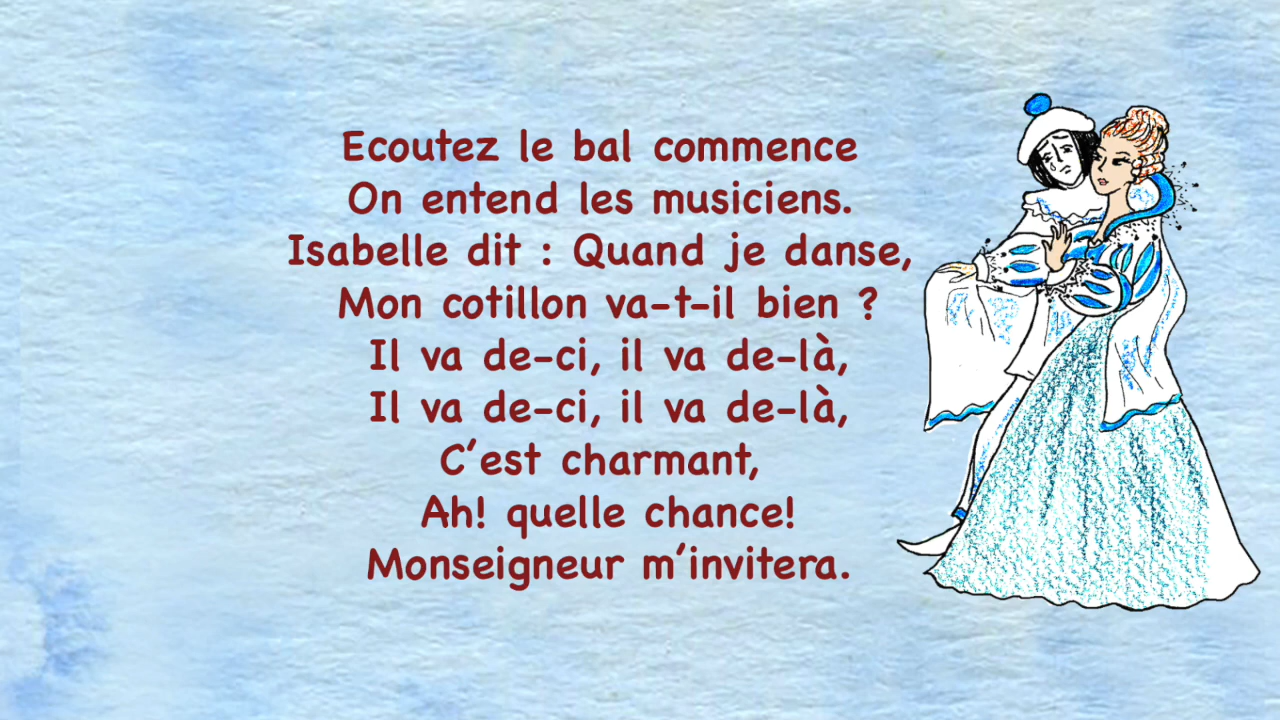 Ecoutez le bal commence
On entend les musiciens.
Isabelle dit : Quand je danse,
Mon cotillon va-t-il bien ?
Il va de-ci, il va de-là,
Il va de-ci, il va de-là,
C'est charmant,
Ah! quelle chance!
Monseigneur m'invitera.